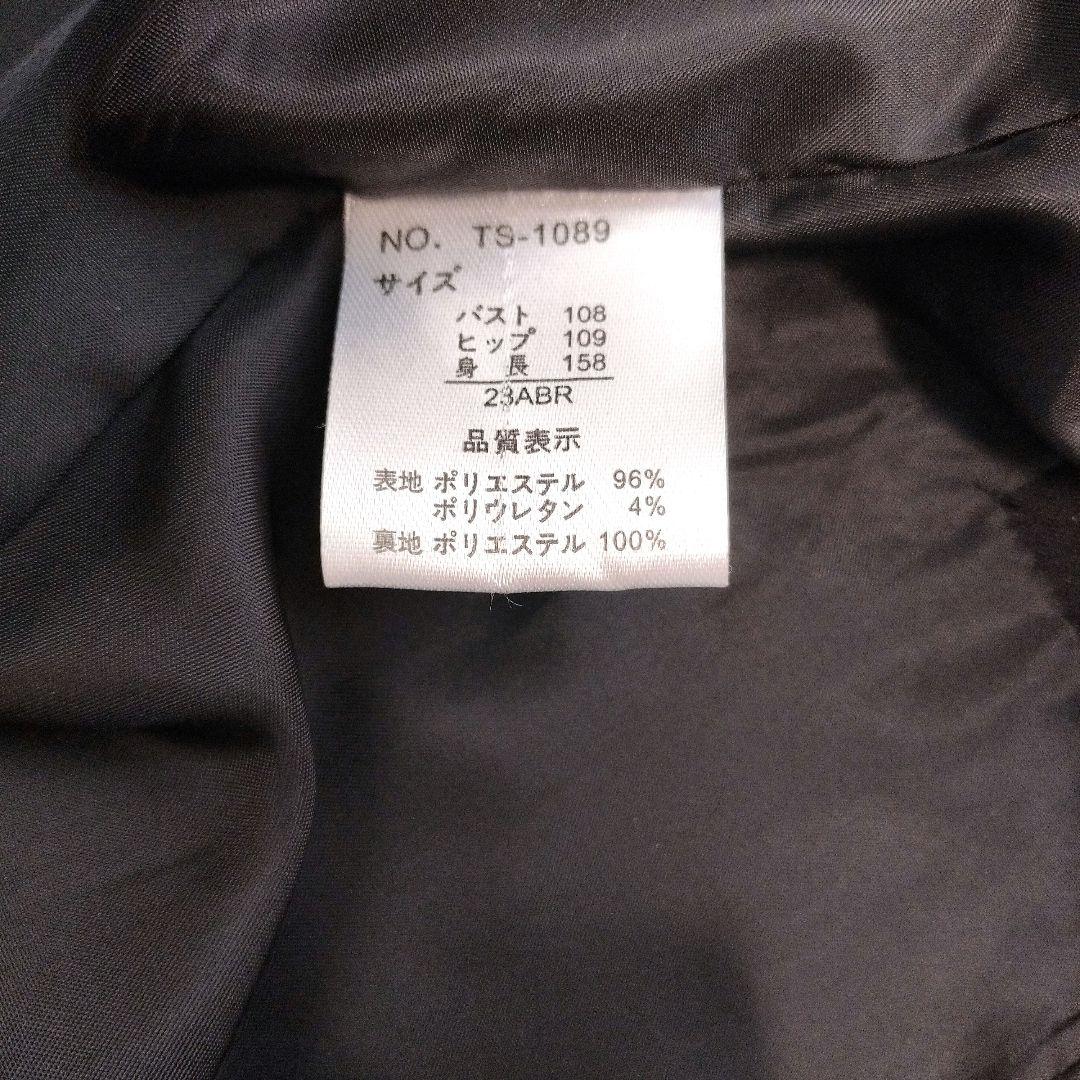 NO. TS-1089
サイズ
バスト 108
ヒップ 109
身長 158
23ABR
品質表示
表地 ポリエステル 96%
ポリウレタン 4%
裏地 ポリエステル 100%